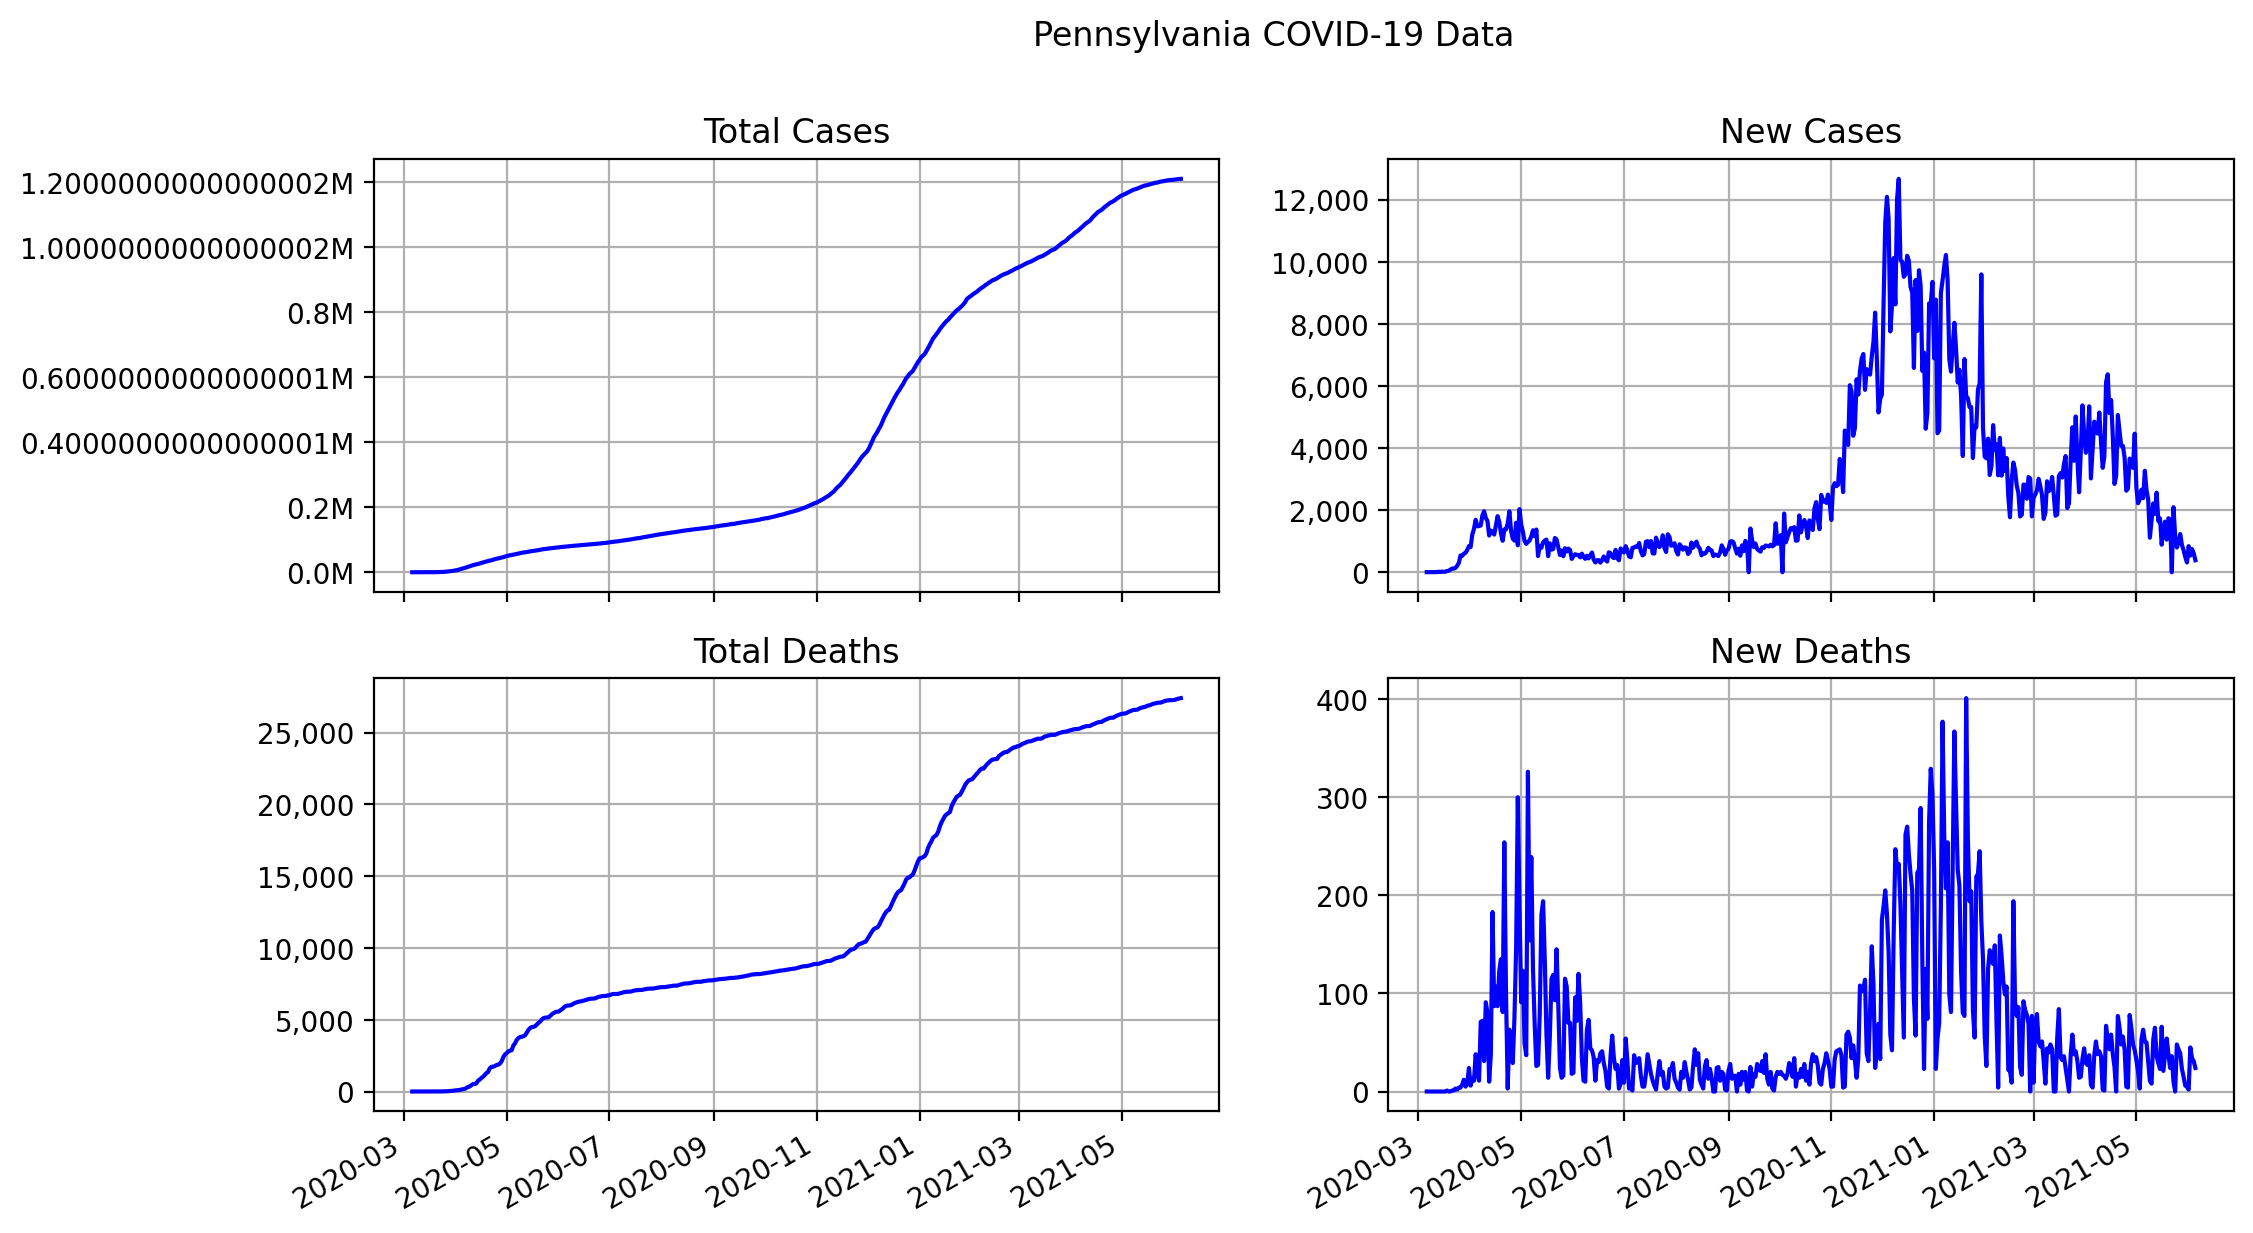 Pennsylvania COVID-19 Data
Total Cases
1.2000000000000002M
1.0000000000000002M
0.8M
0.6000000000000001M
0.4000000000000001M
0.2M
0.0M
New Cases
12,000
10,000
8,000
6,000
4,000
2,000
0
Total Deaths
25,000
20,000
15,000
10,000
5,000
0
2020-03
2020-05
2020-07
2020-09
2020-11
2021-01
2021-03
2021-05
New Deaths
400
300
200
100
0
2020-03
2020-05
2020-07
2020-09
2020-11
2021-01
2021-03
2021-05